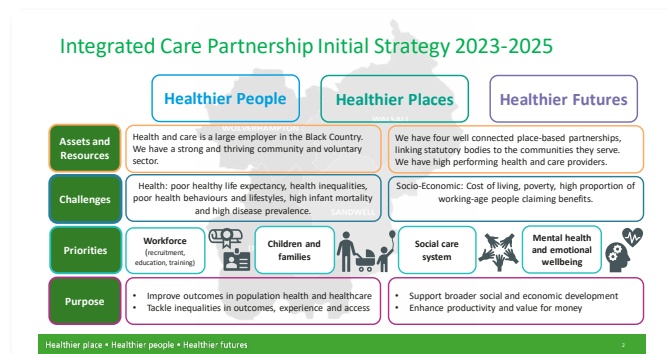 Integrated Care Partnership Initial Strategy 2023-2025
Healthier People
Healthier Places
Healthier Futures
Assets and
Resources
Health and care is a large employer in the Black Country.
We have a strong and thriving community and voluntary
sector.
We have four well connected place-based partnerships,
linking statutory bodies to the communities they serve.
We have high performing health and care providers.
WOLVERHAMPTON
WALSALL
Challenges
Health: poor healthy life expectancy, health inequalities,
poor health behaviours and lifestyles, high infant mortality
and high disease prevalence.
Socio-Economic: Cost of living, poverty, high proportion of
working-age people claiming benefits.
SANDWELL
Priorities
Workforce
(recruitment,
education, training)
Children and
families
Social care
system
Mental health
and emotional
wellbeing
Purpose
• Improve outcomes in population health and healthcare
• Tackle inequalities in outcomes, experience and access
• Support broader social and economic development
• Enhance productivity and value for money
Healthier place • Healthier people • Healthier futures
2